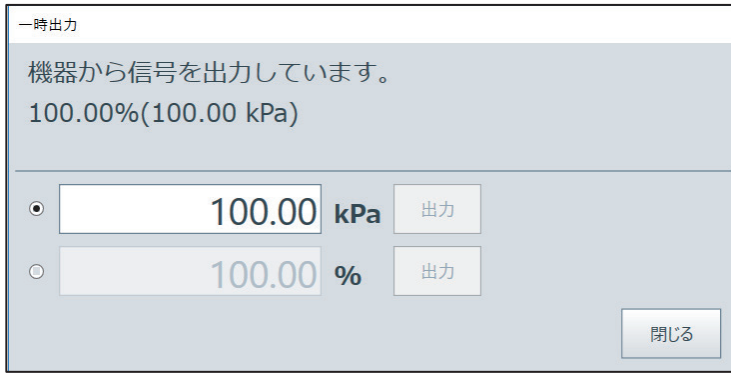 一時出力
機器から信号を出力しています。
100.00%(100.00 kPa)
100.00 kPa 出力
100.00 % 出力
閉じる